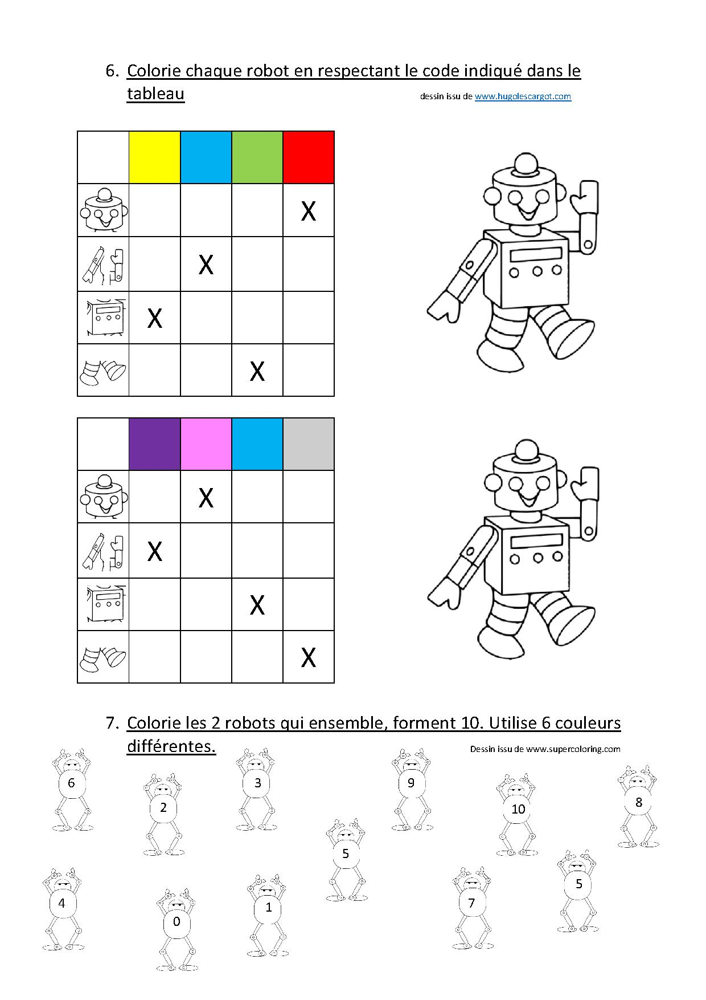 6. Colorie chaque robot en respectant le code indiqué dans le
tableau dessin issu de www.hugolescargot.com
X
X
X
X
X
X
X
X
7. Colorie les 2 robots qui ensemble, forment 10. Utilise 6 couleurs
différentes. Dessin issu de www.supercoloring.com
6 3 9
2 10 8
5
5
4 1 7
0